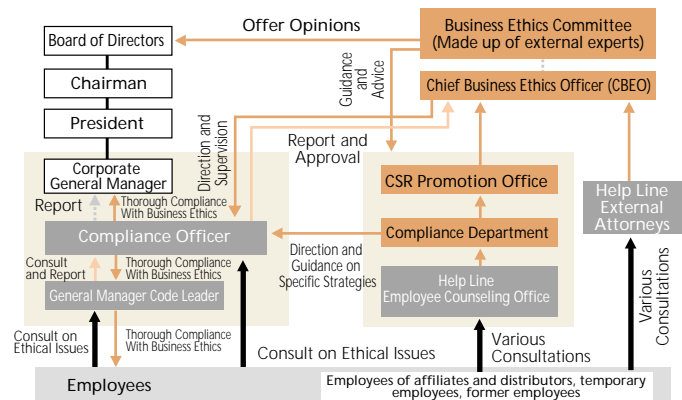 Offer Opinions
Business Ethics Committee
(Made up of external experts)
Board of Directors
Guidance
and
Advice
Chairman
Chief Business Ethics Officer (CBEO)
President
Direction and
Supervision
Report and
Approval
Corporate
General Manager
CSR Promotion Office
Help Line
External
Attorneys
Report
Thorough Compliance
With Business Ethics
Compliance Officer
Compliance Department
Consult
and Report
Thorough Compliance
With Business Ethics
Direction and
Guidance on
Specific Strategies
Help Line
Employee Counseling Office
General Manager Code Leader
Various
Consultations
Consult on
Ethical Issues
Thorough Compliance
With Business Ethics
Consult on Ethical Issues
Various
Consultations
Employees
Employees of affiliates and distributors, temporary
employees, former employees